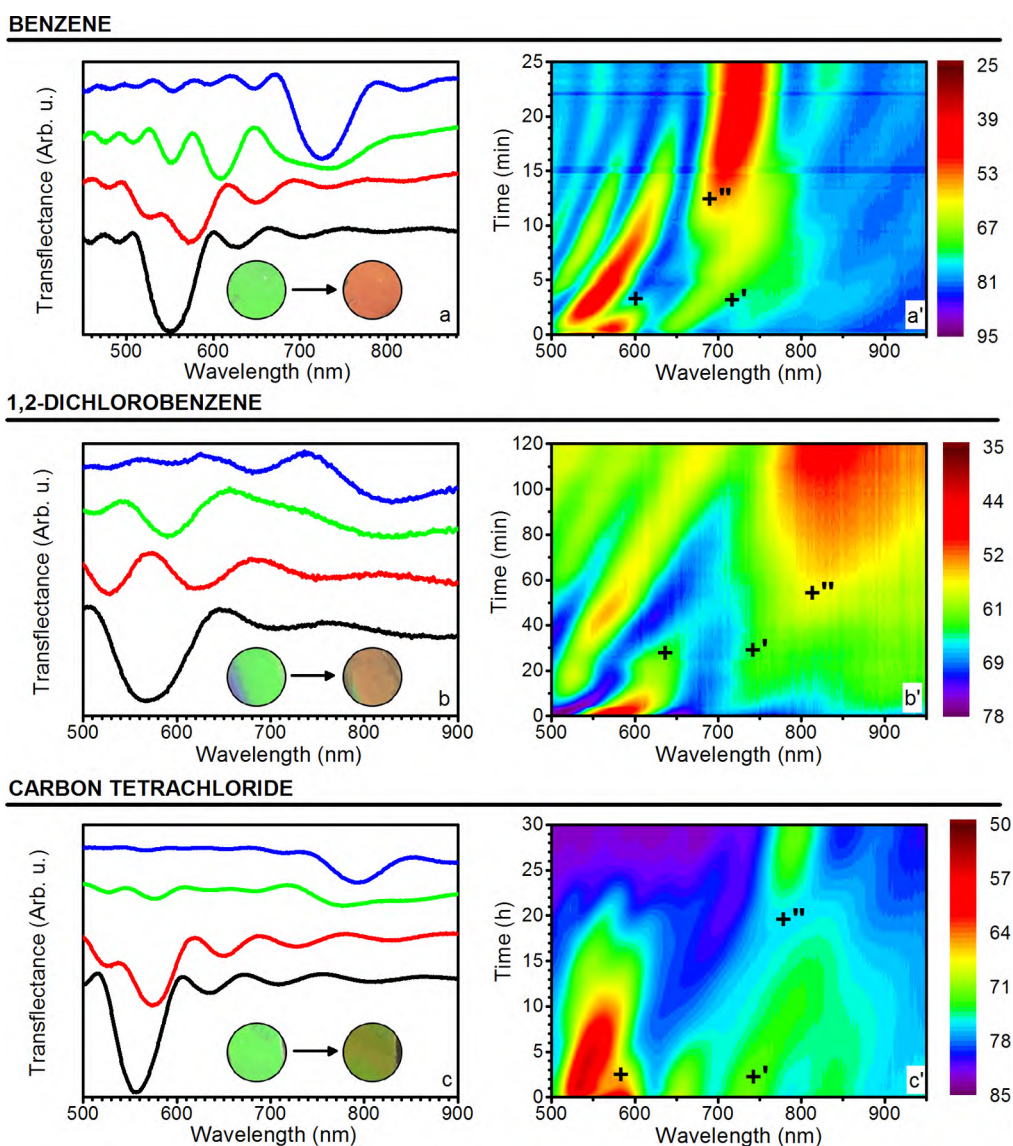 BENZENE
Transflectance (Arb. u.)
500 600 700 800
Wavelength (nm)
a
Time (min)
25
20
15
10
5
0
500 600 700 800 900
Wavelength (nm)
+
+'
+"
a'
25
39
53
67
81
95
1,2-DICHLOROBENZENE
Transflectance (Arb. u.)
500 600 700 800 900
Wavelength (nm)
b
Time (min)
120
100
80
60
40
20
0
500 600 700 800 900
Wavelength (nm)
+
+'
+"
b'
35
44
52
61
69
78
CARBON TETRACHLORIDE
Transflectance (Arb. u.)
500 600 700 800 900
Wavelength (nm)
c
Time (h)
30
25
20
15
10
5
0
500 600 700 800 900
Wavelength (nm)
+
+'
+"
c'
50
57
64
71
78
85